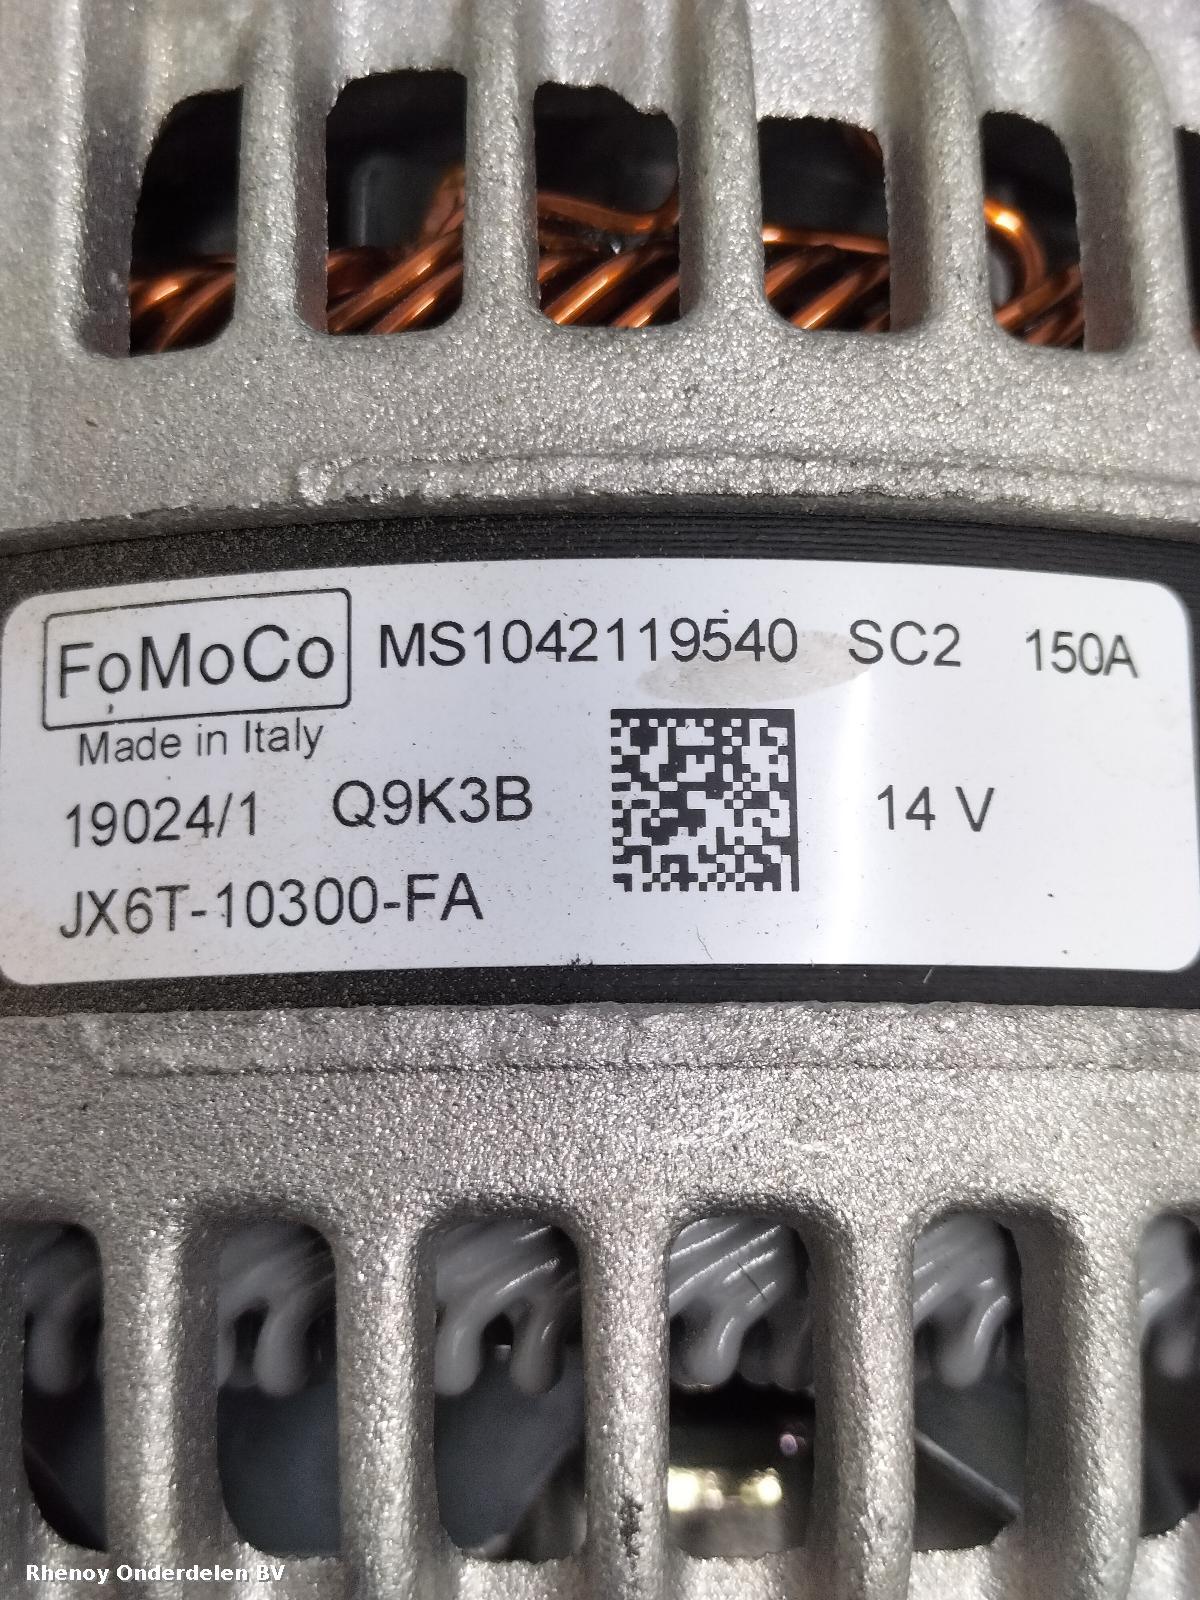 FoMoCo MS1042119540 SC2 150A
Made in Italy
19024/1 Q9K3B 14 V
JX6T-10300-FA
Rhenoy Onderdelen BV